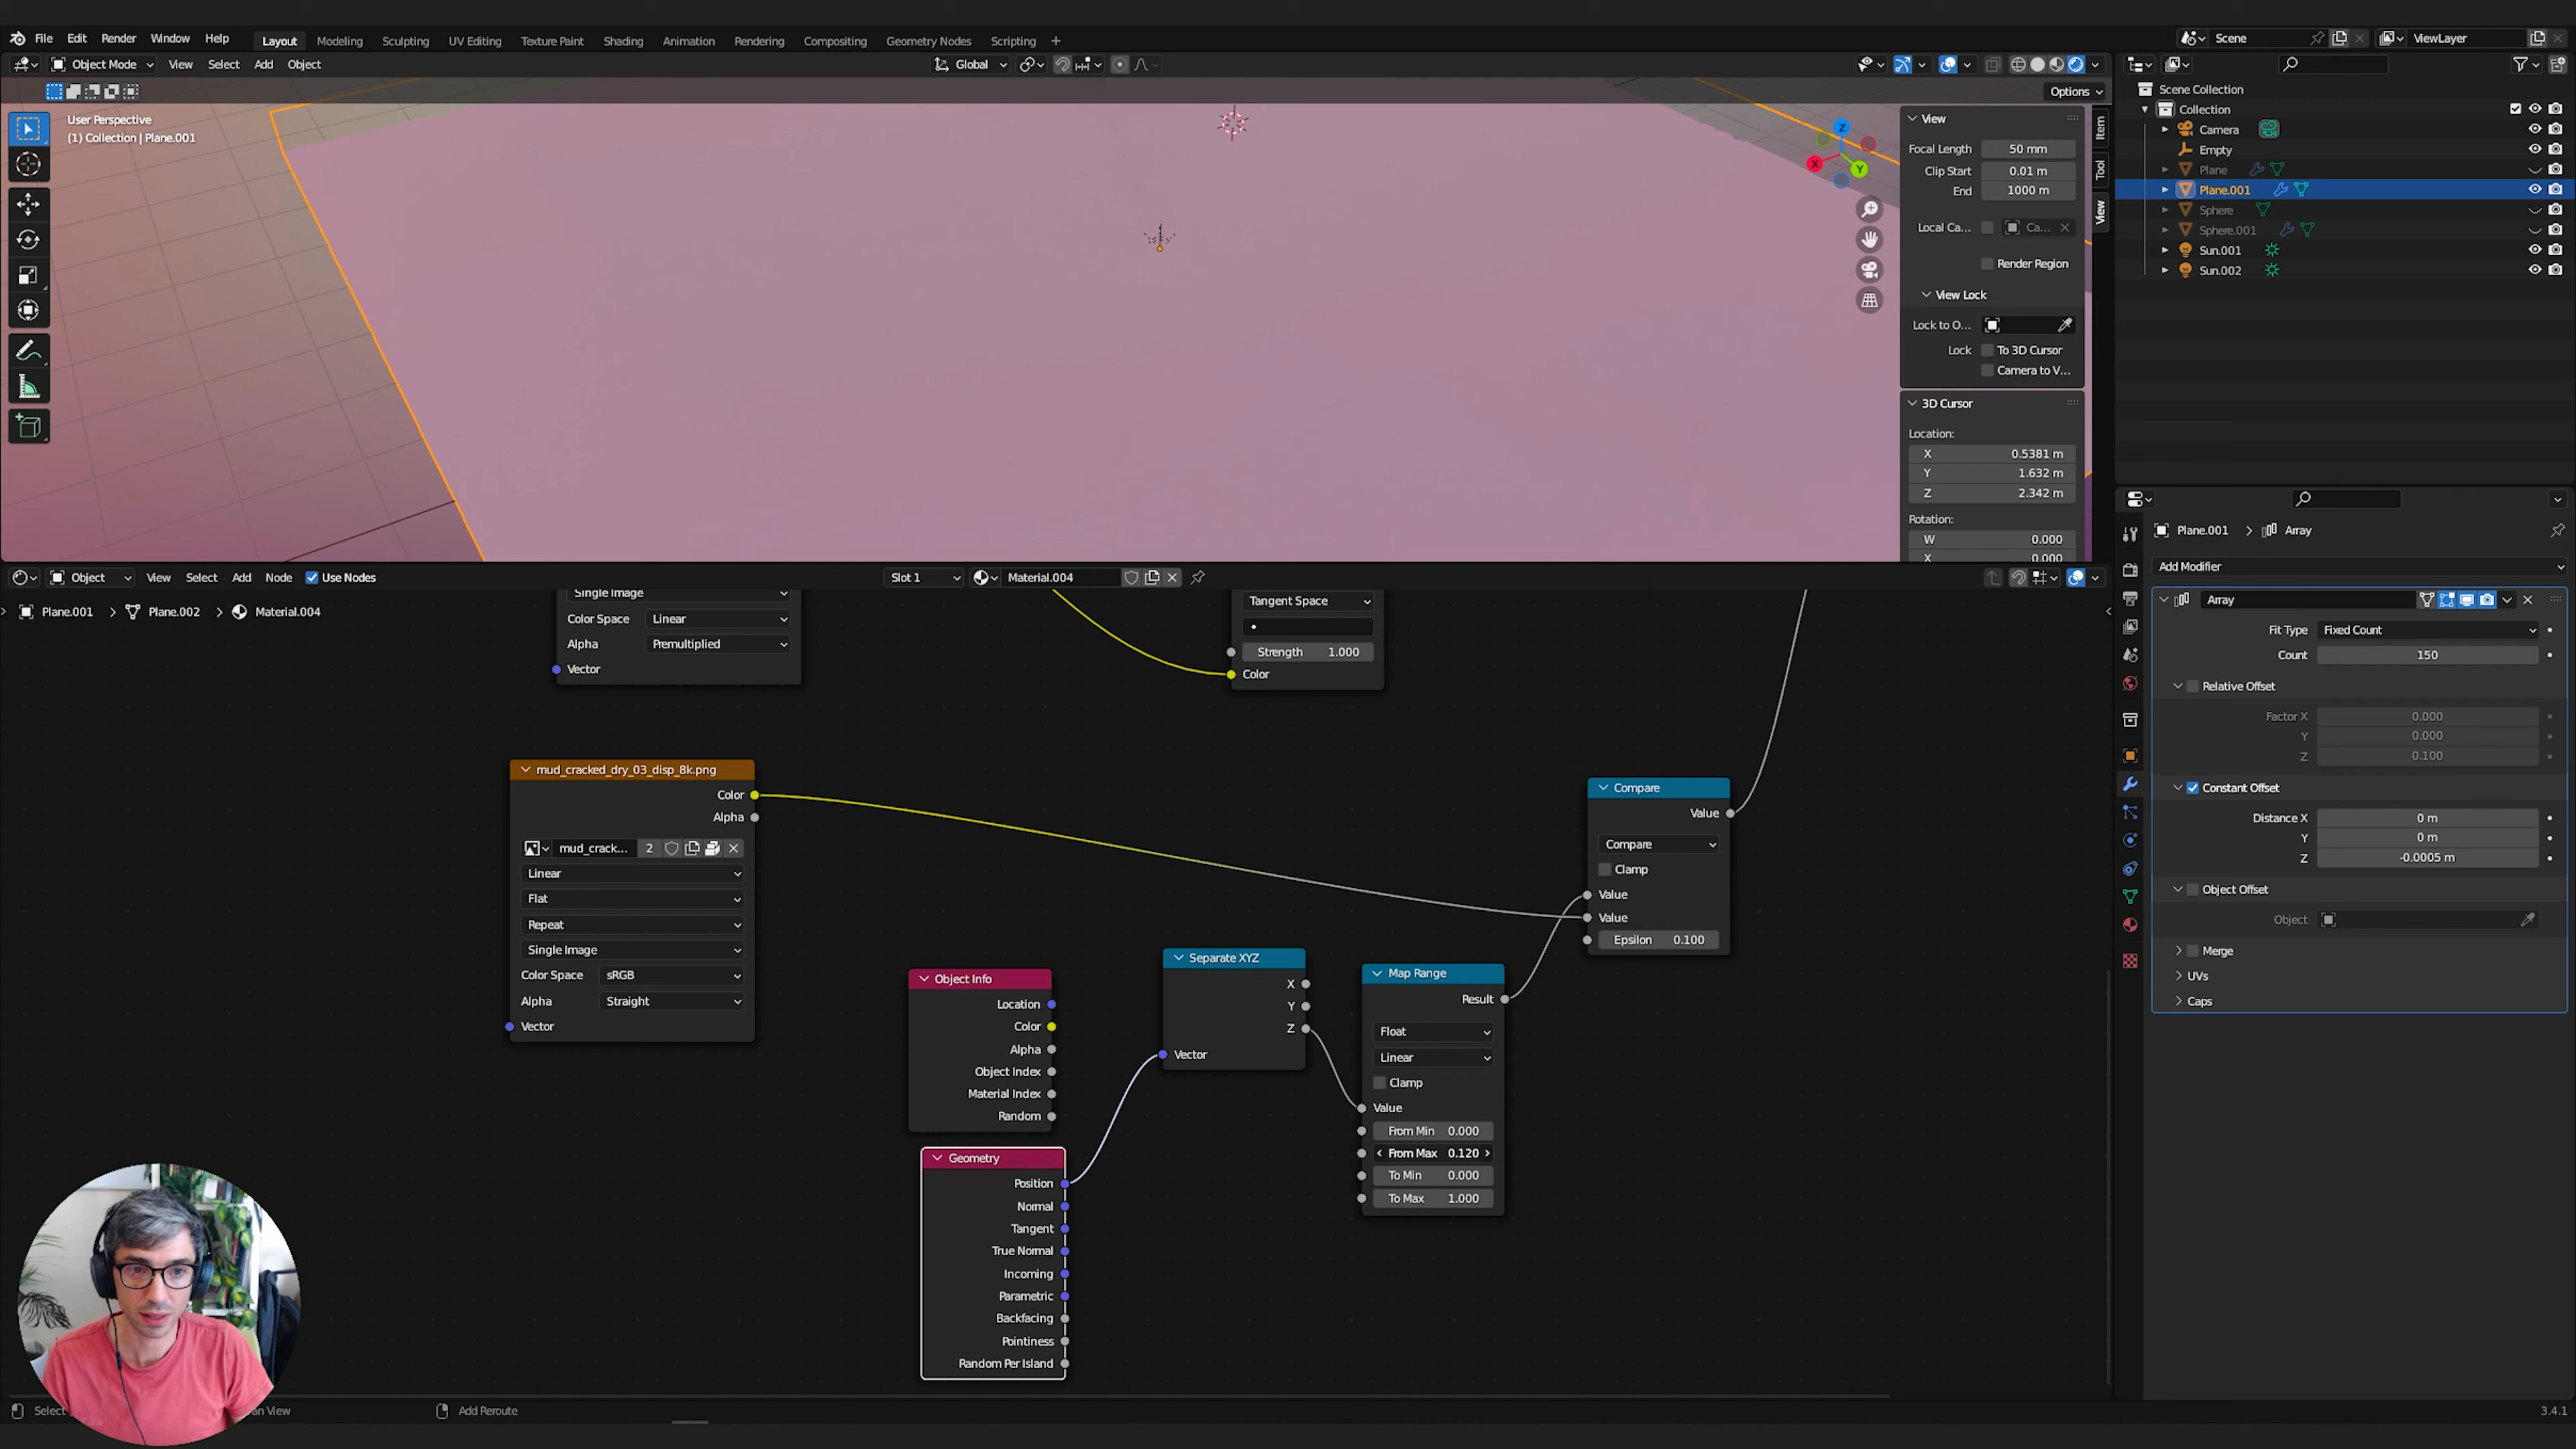 File Edit Render Window Help Layout Modeling Sculpting UV Editing Texture Paint Shading Animation Rendering Compositing Geometry Nodes Scripting + Scene ViewLayer
Object Mode View Select Add Object Global
Options
User Perspective
(1) Collection | Plane.001
View
Focal Length 50 mm
Clip Start 0.01 m
End 1000 m
Local Ca... Ca...
Render Region
View Lock
Lock to O...
Lock To 3D Cursor
Camera to V...
3D Cursor
Location:
X 0.5381 m
Y 1.632 m
Z 2.342 m
Rotation:
W 0.000
X 0.000
Item
Tool
View
X
Y
Z
Scene Collection
Collection
Camera
Empty
Plane
Plane.001
Sphere
Sphere.001
Sun.001
Sun.002
Object View Select Add Node Use Nodes Slot 1 Material.004
Plane.001 > Plane.002 > Material.004
Single Image
Color Space Linear
Alpha Premultiplied
Vector
Tangent Space
Strength 1.000
Color
mud_cracked_dry_03_disp_8k.png
Color
Alpha
mud_crack... 2
Linear
Flat
Repeat
Single Image
Color Space sRGB
Alpha Straight
Vector
Object Info
Location
Color
Alpha
Object Index
Material Index
Random
Geometry
Position
Normal
Tangent
True Normal
Incoming
Parametric
Backfacing
Pointiness
Random Per Island
Separate XYZ
X
Y
Z
Vector
Map Range
Result
Float
Linear
Clamp
Value
From Min 0.000
From Max 0.120
To Min 0.000
To Max 1.000
Compare
Value
Compare
Clamp
Value
Value
Epsilon 0.100
Plane.001 > Array
Add Modifier
Array
Fit Type Fixed Count
Count 150
Relative Offset
Factor X 0.000
Y 0.000
Z 0.100
Constant Offset
Distance X 0 m
Y 0 m
Z -0.0005 m
Object Offset
Object
Merge
UVs
Caps
Select an View Add Reroute 3.4.1